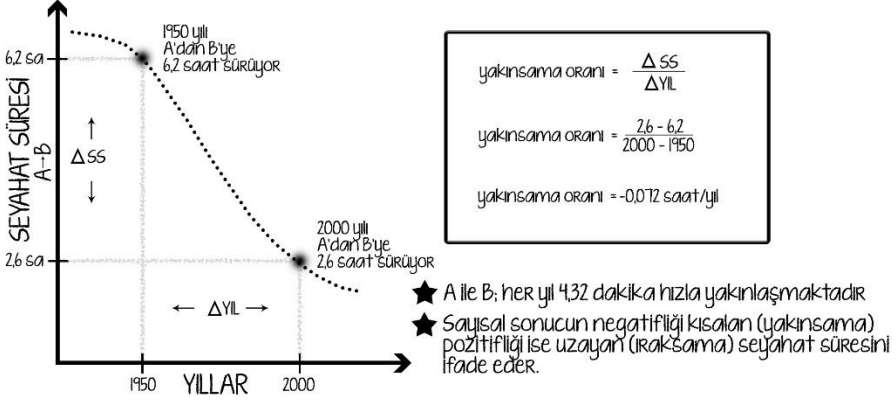 1950 yılı
A'dan B'ye
6,2 saat sürüyor
6,2 sa
SEYAHAT SÜRESİ
A→B
↑
Δ SS
↓
2000 yılı
A'dan B'ye
2,6 saat sürüyor
2,6 sa
← ΔYIL →
1950
YILLAR
2000
yakınsama oranı = Δ SS / ΔYIL
yakınsama oranı = 2,6 - 6,2 / 2000 - 1950
yakınsama oranı = -0,072 saat/yıl
★ A ile B; her yıl 4,32 dakika hızla yakınlaşmaktadır
★ Sayısal sonucun negatifliği kısalan (yakınsama)
pozitifliği ise uzayan (ıraksama) seyahat süresini
ifade eder.